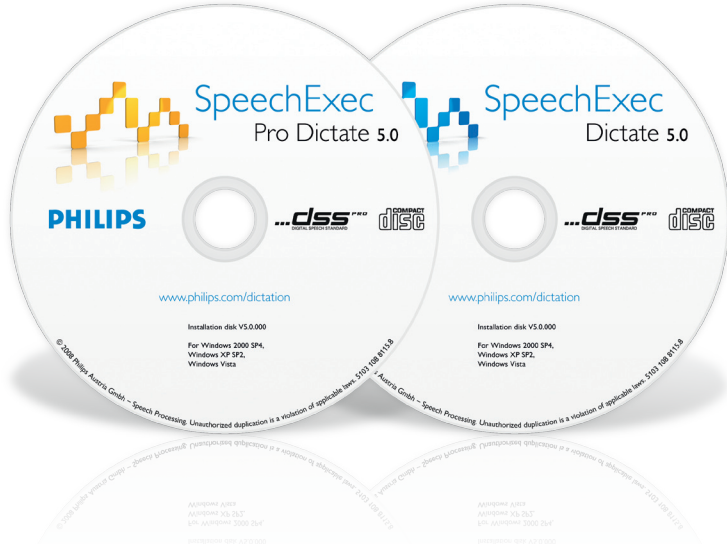 SpeechExec
Pro Dictate 5.0
PHILIPS
...dss PRO
DIGITAL SPEECH STANDARD
COMPACT
disc
www.philips.com/dictation
Installation disk V5.0.000
For Windows 2000 SP4,
Windows XP SP2,
Windows Vista
© 2008 Philips Austria Gmbh – Speech Processing. Unauthorized duplication is a violation of applicable laws. 5103 108 8115.8
SpeechExec
Dictate 5.0
...dss PRO
DIGITAL SPEECH STANDARD
COMPACT
disc
www.philips.com/dictation
Installation disk V5.0.000
For Windows 2000 SP4,
Windows XP SP2,
Windows Vista
Austria Gmbh – Speech Processing. Unauthorized duplication is a violation of applicable laws. 5103 108 8115.8